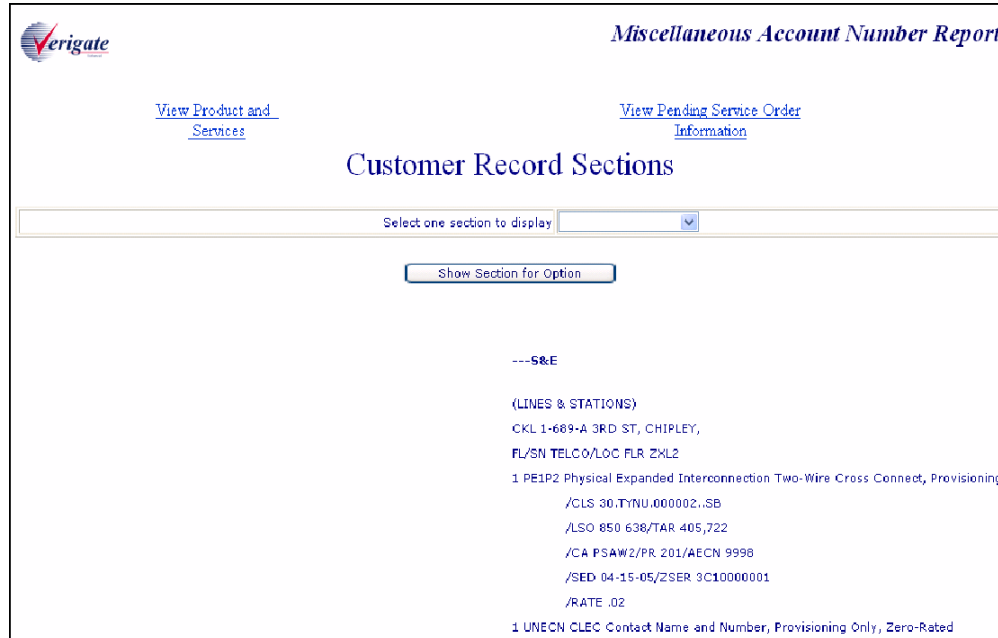 Verigate
Miscellaneous Account Number Report
View Product and
Services
View Pending Service Order
Information
Customer Record Sections
Select one section to display
Show Section for Option
---S&E
(LINES & STATIONS)
CKL 1-689-A 3RD ST, CHIPLEY,
FL/SN TELCO/LOC FLR ZXL2
1 PE1P2 Physical Expanded Interconnection Two-Wire Cross Connect, Provisioning
/CLS 30.TYNU.000002..SB
/LSO 850 638/TAR 405,722
/CA PSAW2/PR 201/AECN 9998
/SED 04-15-05/ZSER 3C10000001
/RATE .02
1 UNECN CLEC Contact Name and Number, Provisioning Only, Zero-Rated